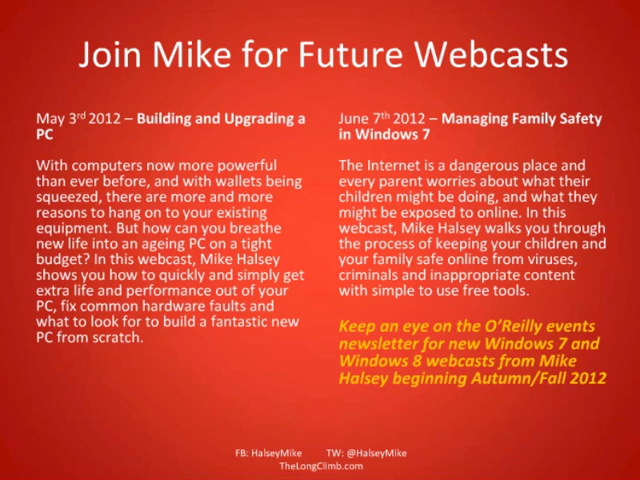 Join Mike for Future Webcasts
May 3rd 2012 – Building and Upgrading a
PC
With computers now more powerful
than ever before, and with wallets being
squeezed, there are more and more
reasons to hang on to your existing
equipment. But how can you breathe
new life into an ageing PC on a tight
budget? In this webcast, Mike Halsey
shows you how to quickly and simply get
extra life and performance out of your
PC, fix common hardware faults and
what to look for to build a fantastic new
PC from scratch.
June 7th 2012 – Managing Family Safety
in Windows 7
The Internet is a dangerous place and
every parent worries about what their
children might be doing, and what they
might be exposed to online. In this
webcast, Mike Halsey walks you through
the process of keeping your children and
your family safe online from viruses,
criminals and inappropriate content
with simple to use free tools.
Keep an eye on the O’Reilly events
newsletter for new Windows 7 and
Windows 8 webcasts from Mike
Halsey beginning Autumn/Fall 2012
FB: HalseyMike TW: @HalseyMike
TheLongClimb.com